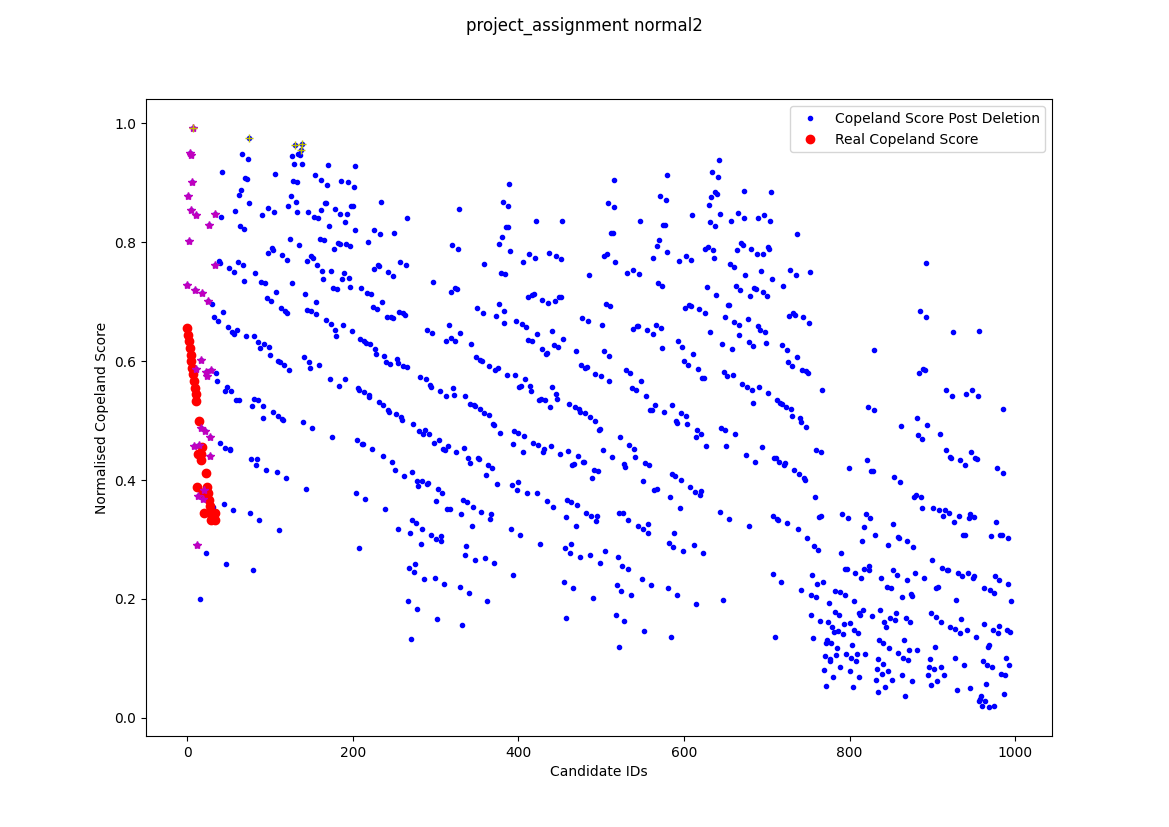 project_assignment normal2
Copeland Score Post Deletion
Real Copeland Score
1.0
0.8
0.6
0.4
0.2
0.0
Normalised Copeland Score
0 200 400 600 800 1000
Candidate IDs